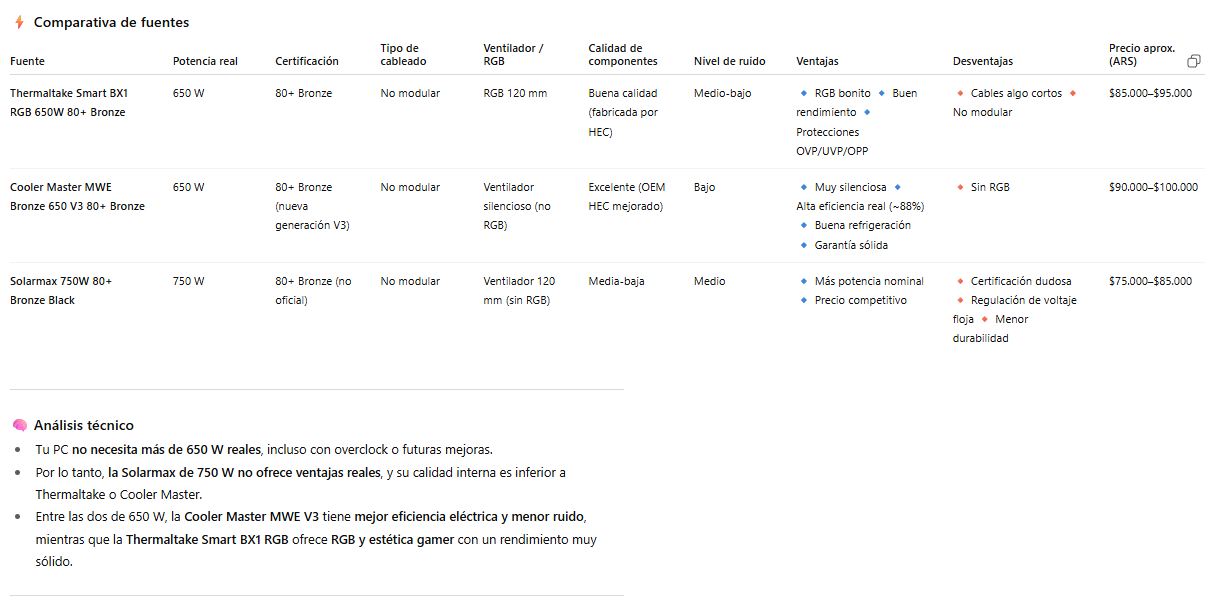 Comparativa de fuentes
Fuente Potencia real Certificación Tipo de cableado Ventilador / RGB Calidad de componentes Nivel de ruido Ventajas Desventajas Precio aprox. (ARS)
Thermaltake Smart BX1 RGB 650W 80+ Bronze
650 W
80+ Bronze
No modular
RGB 120 mm
Buena calidad (fabricada por HEC)
Medio-bajo
🔹 RGB bonito 🔹 Buen rendimiento 🔹 Protecciones OVP/UVP/OPP
🔸 Cables algo cortos 🔸 No modular
$85.000–$95.000
Cooler Master MWE Bronze 650 V3 80+ Bronze
650 W
80+ Bronze (nueva generación V3)
No modular
Ventilador silencioso (no RGB)
Excelente (OEM HEC mejorado)
Bajo
🔹 Muy silenciosa 🔹 Alta eficiencia real (~88%) 🔹 Buena refrigeración 🔹 Garantía sólida
🔸 Sin RGB
$90.000–$100.000
Solarmax 750W 80+ Bronze Black
750 W
80+ Bronze (no oficial)
No modular
Ventilador 120 mm (sin RGB)
Media-baja
Medio
🔹 Más potencia nominal 🔹 Precio competitivo
🔸 Certificación dudosa 🔸 Regulación de voltaje floja 🔸 Menor durabilidad
$75.000–$85.000
Análisis técnico
• Tu PC no necesita más de 650 W reales, incluso con overclock o futuras mejoras.
• Por lo tanto, la Solarmax de 750 W no ofrece ventajas reales, y su calidad interna es inferior a
Thermaltake o Cooler Master.
• Entre las dos de 650 W, la Cooler Master MWE V3 tiene mejor eficiencia eléctrica y menor ruido,
mientras que la Thermaltake Smart BX1 RGB ofrece RGB y estética gamer con un rendimiento muy
sólido.